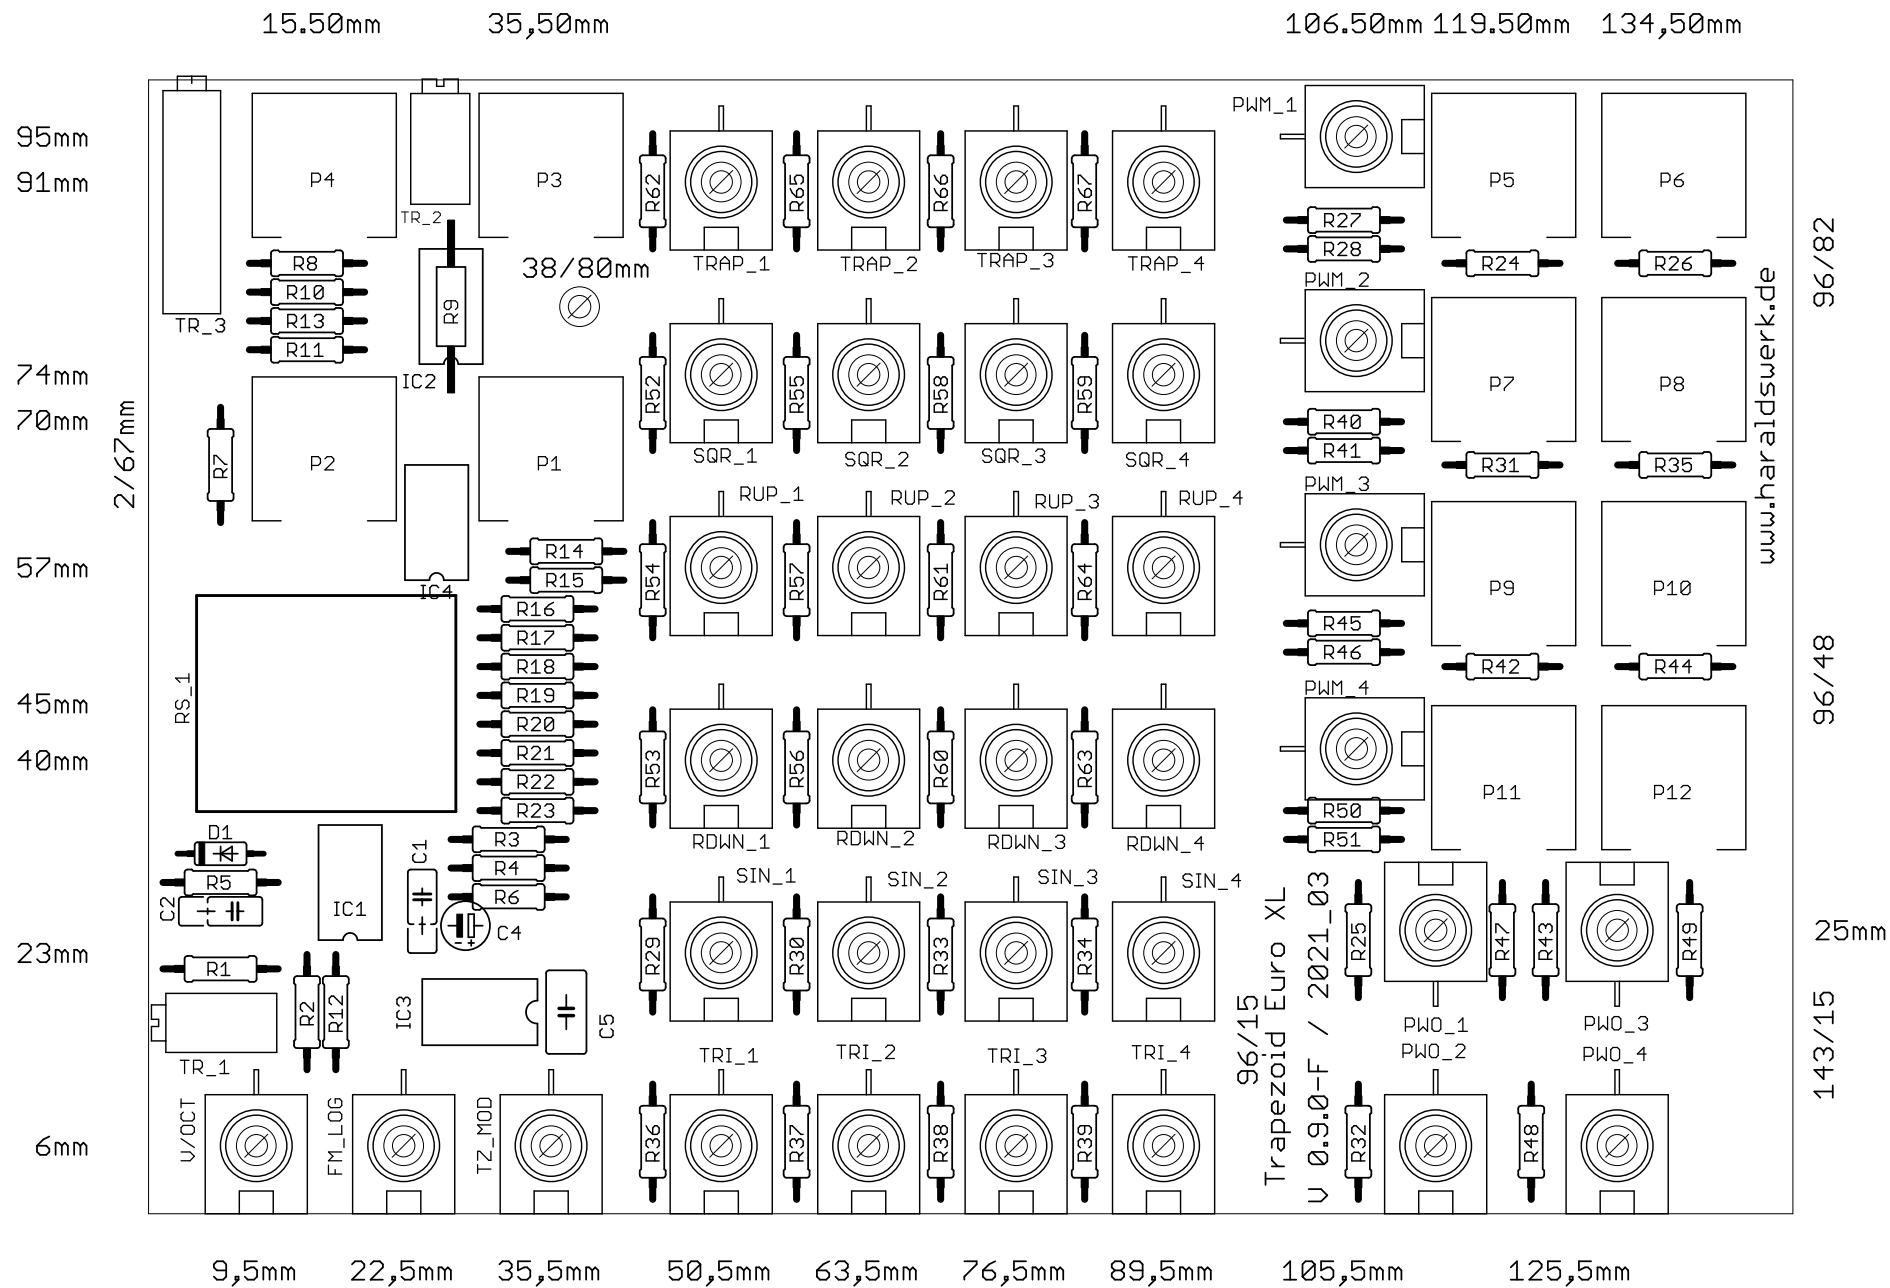 15.50mm 35,50mm 106.50mm 119.50mm 134,50mm
95mm
91mm
74mm
70mm
2/67mm
57mm
45mm
40mm
23mm
6mm
TR_3
P4
TR_2
P3
R8
R10
R13
R11
R9
IC2
38/80mm
R7
P2
P1
IC4
R14
R15
R16
R17
R18
R19
R20
R21
R22
R23
R3
R4
R6
RS_1
D1
R5
C2
IC1
C1
C4
R1
TR_1
R2
R12
IC3
C5
V/OCT
FM_LOG
TZ_MOD
R62 R65 R66 R67
TRAP_1 TRAP_2 TRAP_3 TRAP_4
R52 R55 R58 R59
SQR_1 SQR_2 SQR_3 SQR_4
RUP_1 RUP_2 RUP_3 RUP_4
R54 R57 R61 R64
R53 R56 R60 R63
RDWN_1 RDWN_2 RDWN_3 RDWN_4
SIN_1 SIN_2 SIN_3 SIN_4
R29 R30 R33 R34
TRI_1 TRI_2 TRI_3 TRI_4
R36 R37 R38 R39
PWM_1
P5
P6
R27
R28
R24
R26
PWM_2
P7
P8
R40
R41
R31
R35
PWM_3
P9
P10
R45
R46
R42
R44
PWM_4
P11
P12
R50
R51
R25
R47
R43
R49
PWO_1
PWO_3
PWO_2
PWO_4
R32
R48
96/15
Trapezoid Euro XL
V 0.9.0-F / 2021_03
www.haraldswerk.de
96/82
96/48
25mm
143/15
9,5mm 22,5mm 35,5mm 50,5mm 63,5mm 76,5mm 89,5mm 105,5mm 125,5mm